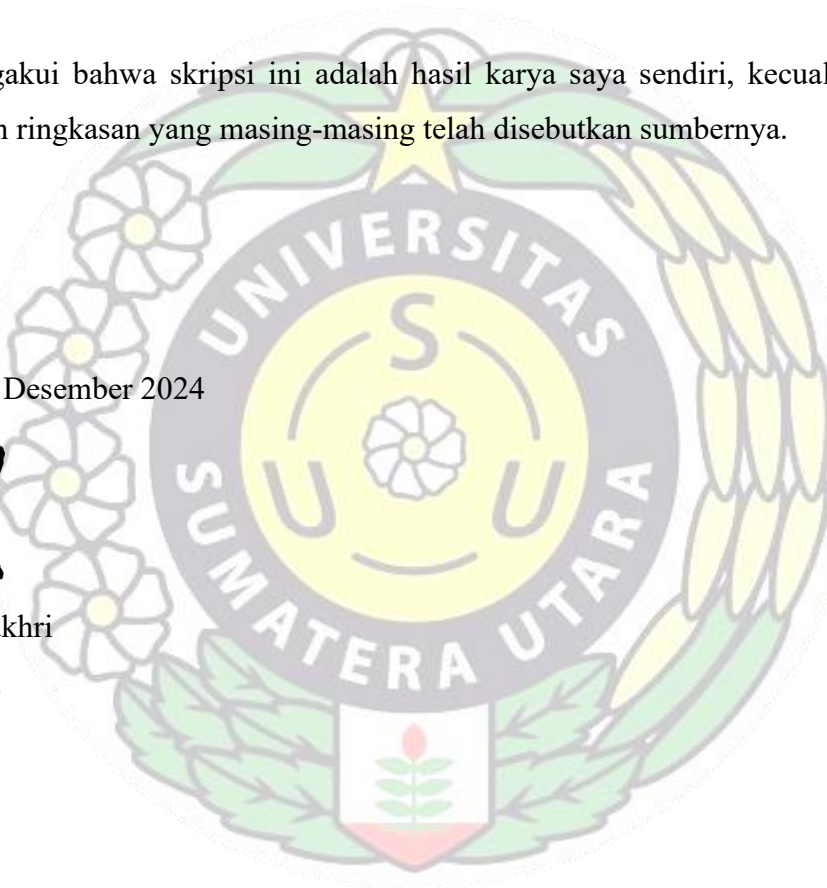 gakui bahwa skripsi ini adalah hasil karya saya sendiri, kecual
n ringkasan yang masing-masing telah disebutkan sumbernya.
UNIVERSITAS
S
U U
SUMATERA UTARA
Desember 2024
khri